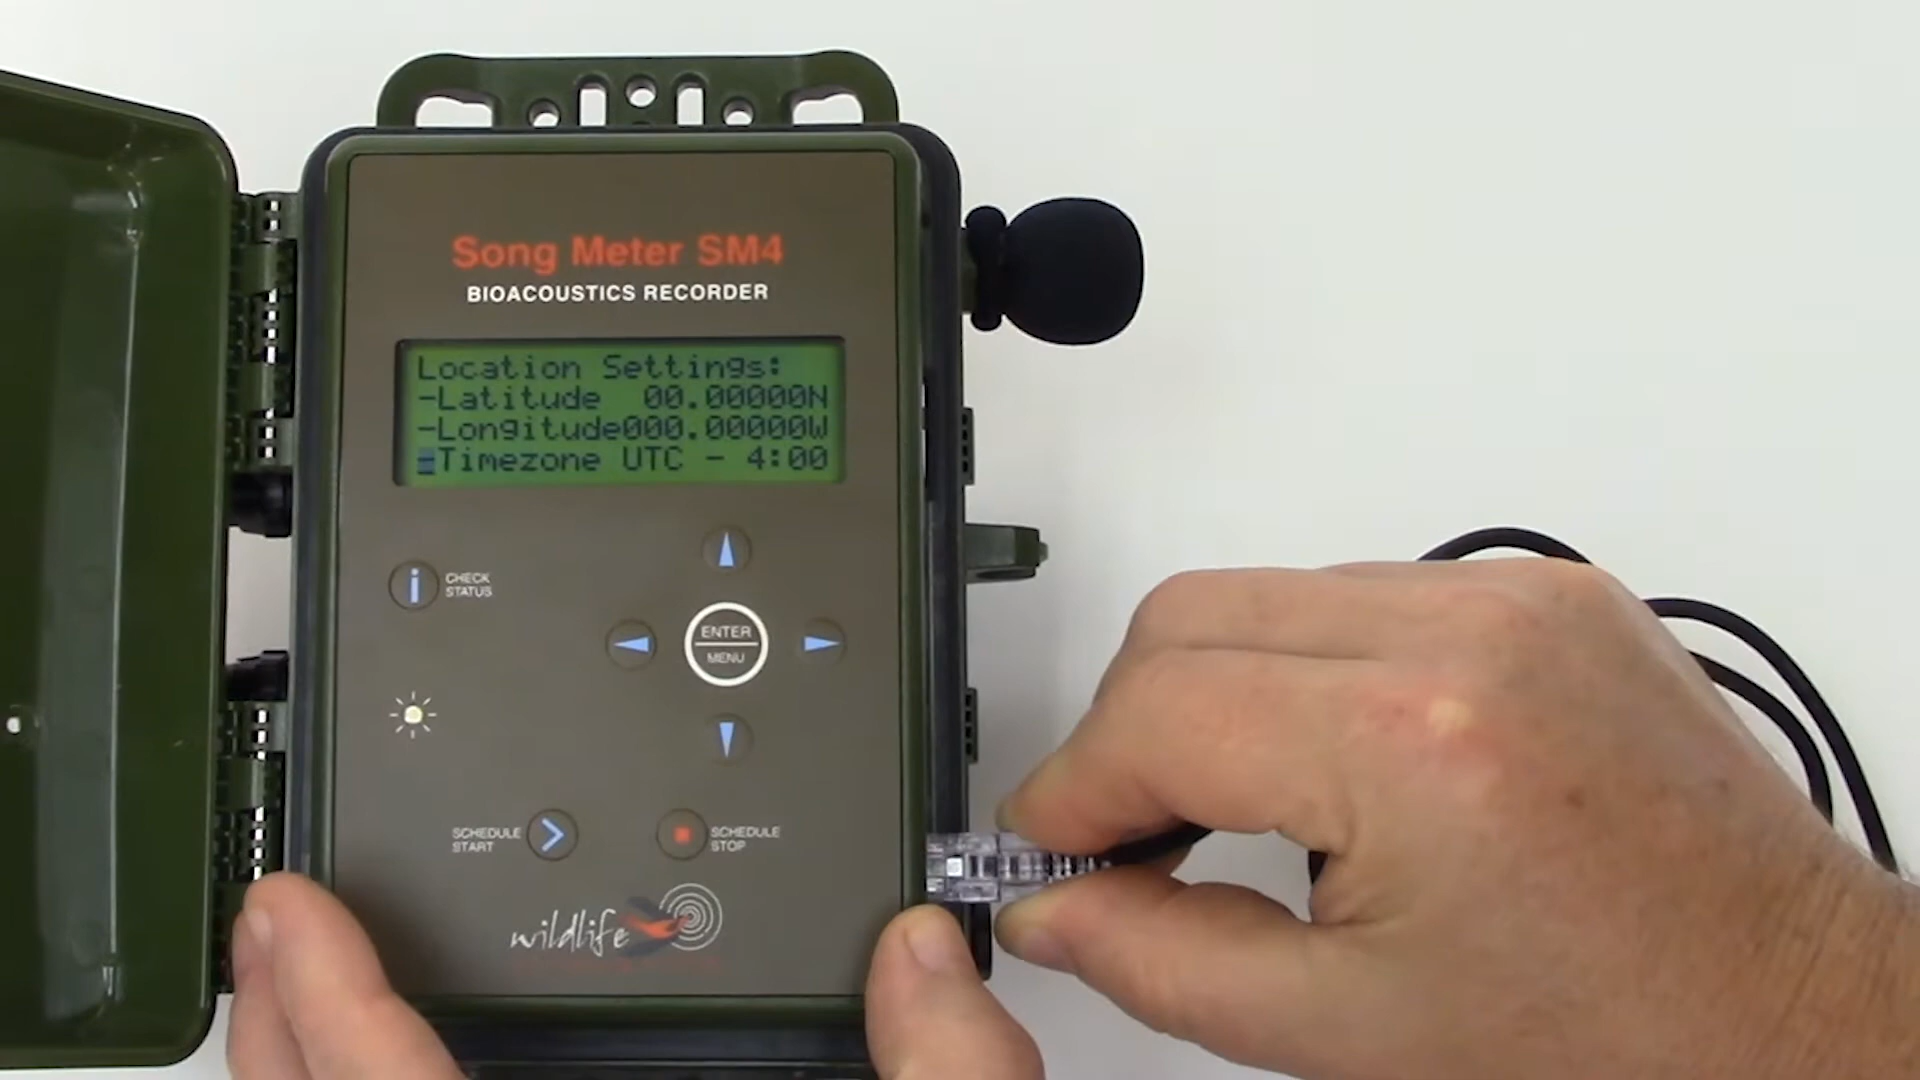 Song Meter SM4
BIOACOUSTICS RECORDER
Location Settings:
-Latitude 00.00000N
-Longitude000.00000W
-Timezone UTC - 4:00
i
CHECK
STATUS
ENTER
MENU
SCHEDULE
START
SCHEDULE
STOP
wildlife